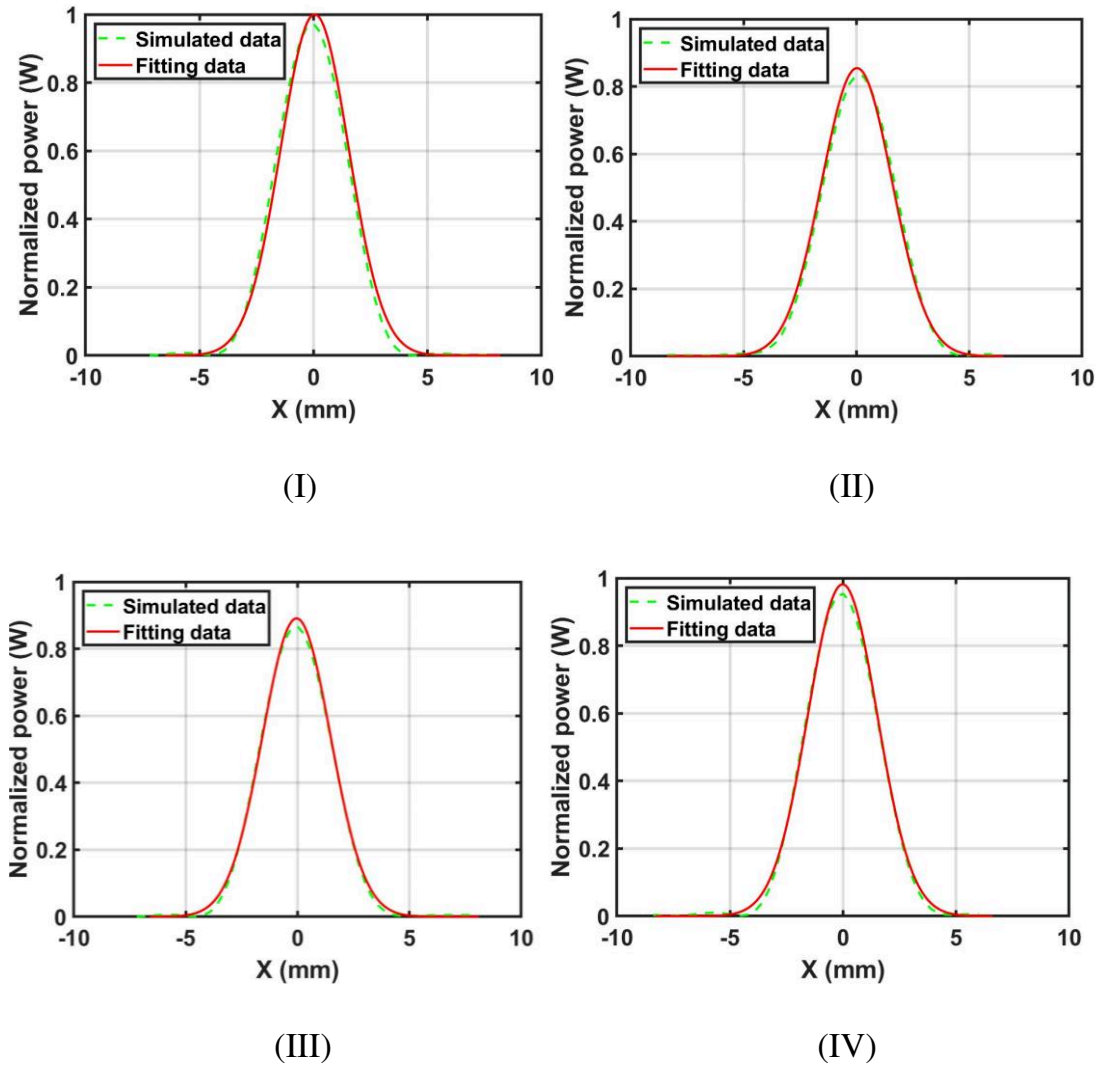 Normalized power (W)
1
0.8
0.6
0.4
0.2
0
Simulated data
Fitting data
-10 -5 0 5 10
X (mm)
(I)
Normalized power (W)
1
0.8
0.6
0.4
0.2
0
Simulated data
Fitting data
-10 -5 0 5 10
X (mm)
(II)
Normalized power (W)
1
0.8
0.6
0.4
0.2
0
Simulated data
Fitting data
-10 -5 0 5 10
X (mm)
(III)
Normalized power (W)
1
0.8
0.6
0.4
0.2
0
Simulated data
Fitting data
-10 -5 0 5 10
X (mm)
(IV)